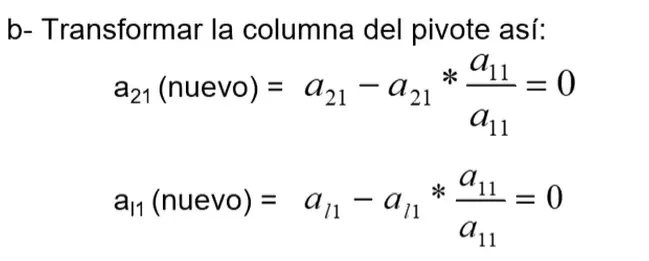 b- Transformar la columna del pivote así:
a₂₁ (nuevo) = a₂₁ − a₂₁ * a₁₁/a₁₁ = 0
aₗ₁ (nuevo) = aₗ₁ − aₗ₁ * a₁₁/a₁₁ = 0